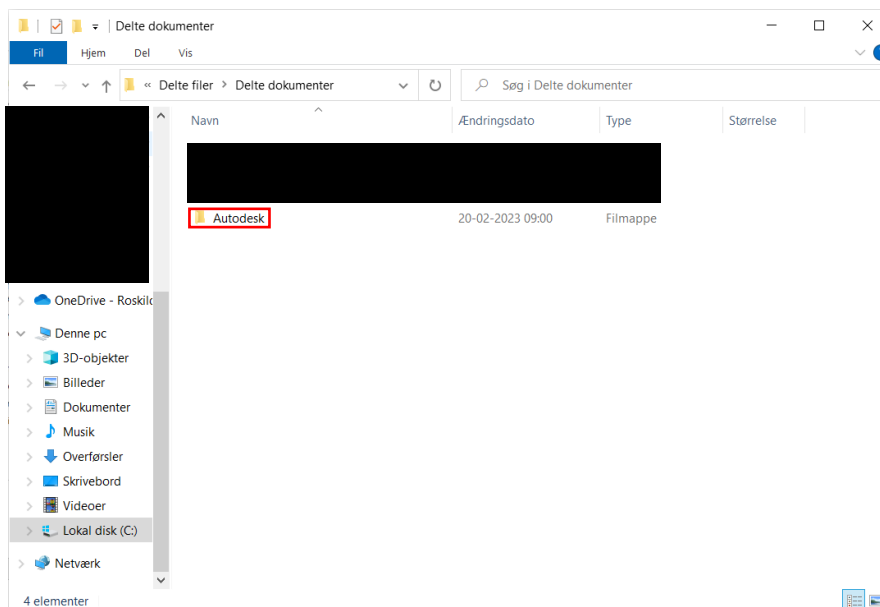 Delte dokumenter
Fil Hjem Del Vis
« Delte filer > Delte dokumenter Søg i Delte dokumenter
Navn Ændringsdato Type Størrelse
Autodesk 20-02-2023 09:00 Filmappe
OneDrive - Roskild
Denne pc
3D-objekter
Billeder
Dokumenter
Musik
Overførsler
Skrivebord
Videoer
Lokal disk (C:)
Netværk
4 elementer